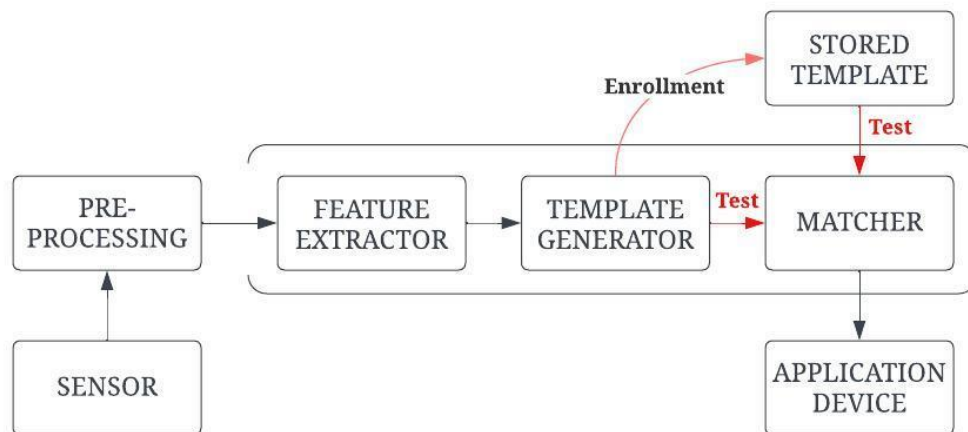 STORED
TEMPLATE
Enrollment
Test
PRE-
PROCESSING
FEATURE
EXTRACTOR
TEMPLATE
GENERATOR
Test
MATCHER
SENSOR
APPLICATION
DEVICE